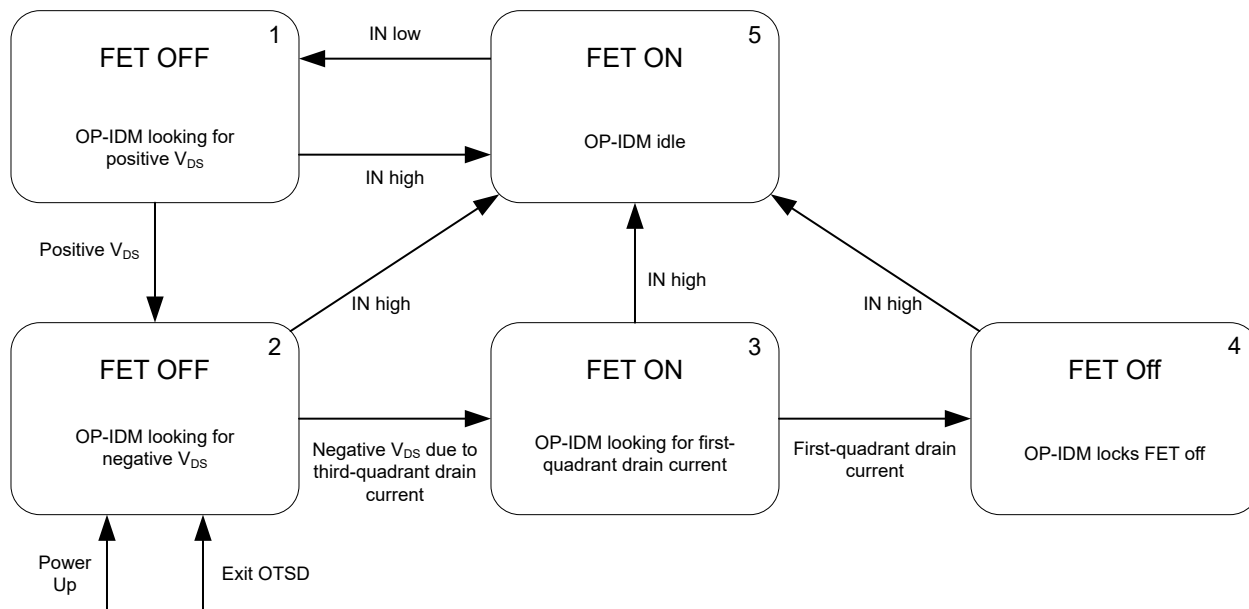 1
FET OFF
OP-IDM looking for
positive VDS
IN low
IN high
5
FET ON
OP-IDM idle
Positive VDS
IN high
IN high
IN high
2
FET OFF
OP-IDM looking for
negative VDS
Negative VDS due to
third-quadrant drain
current
3
FET ON
OP-IDM looking for first-
quadrant drain current
First-quadrant drain
current
4
FET Off
OP-IDM locks FET off
Power
Up
Exit OTSD